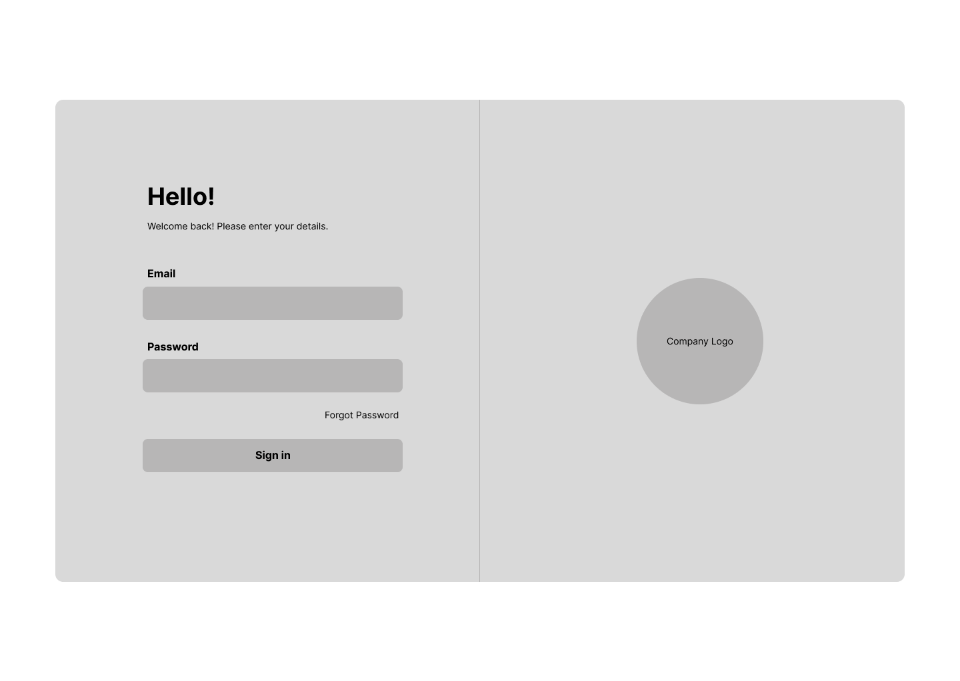 Hello!
Welcome back! Please enter your details.
Email
Password
Forgot Password
Sign in
Company Logo